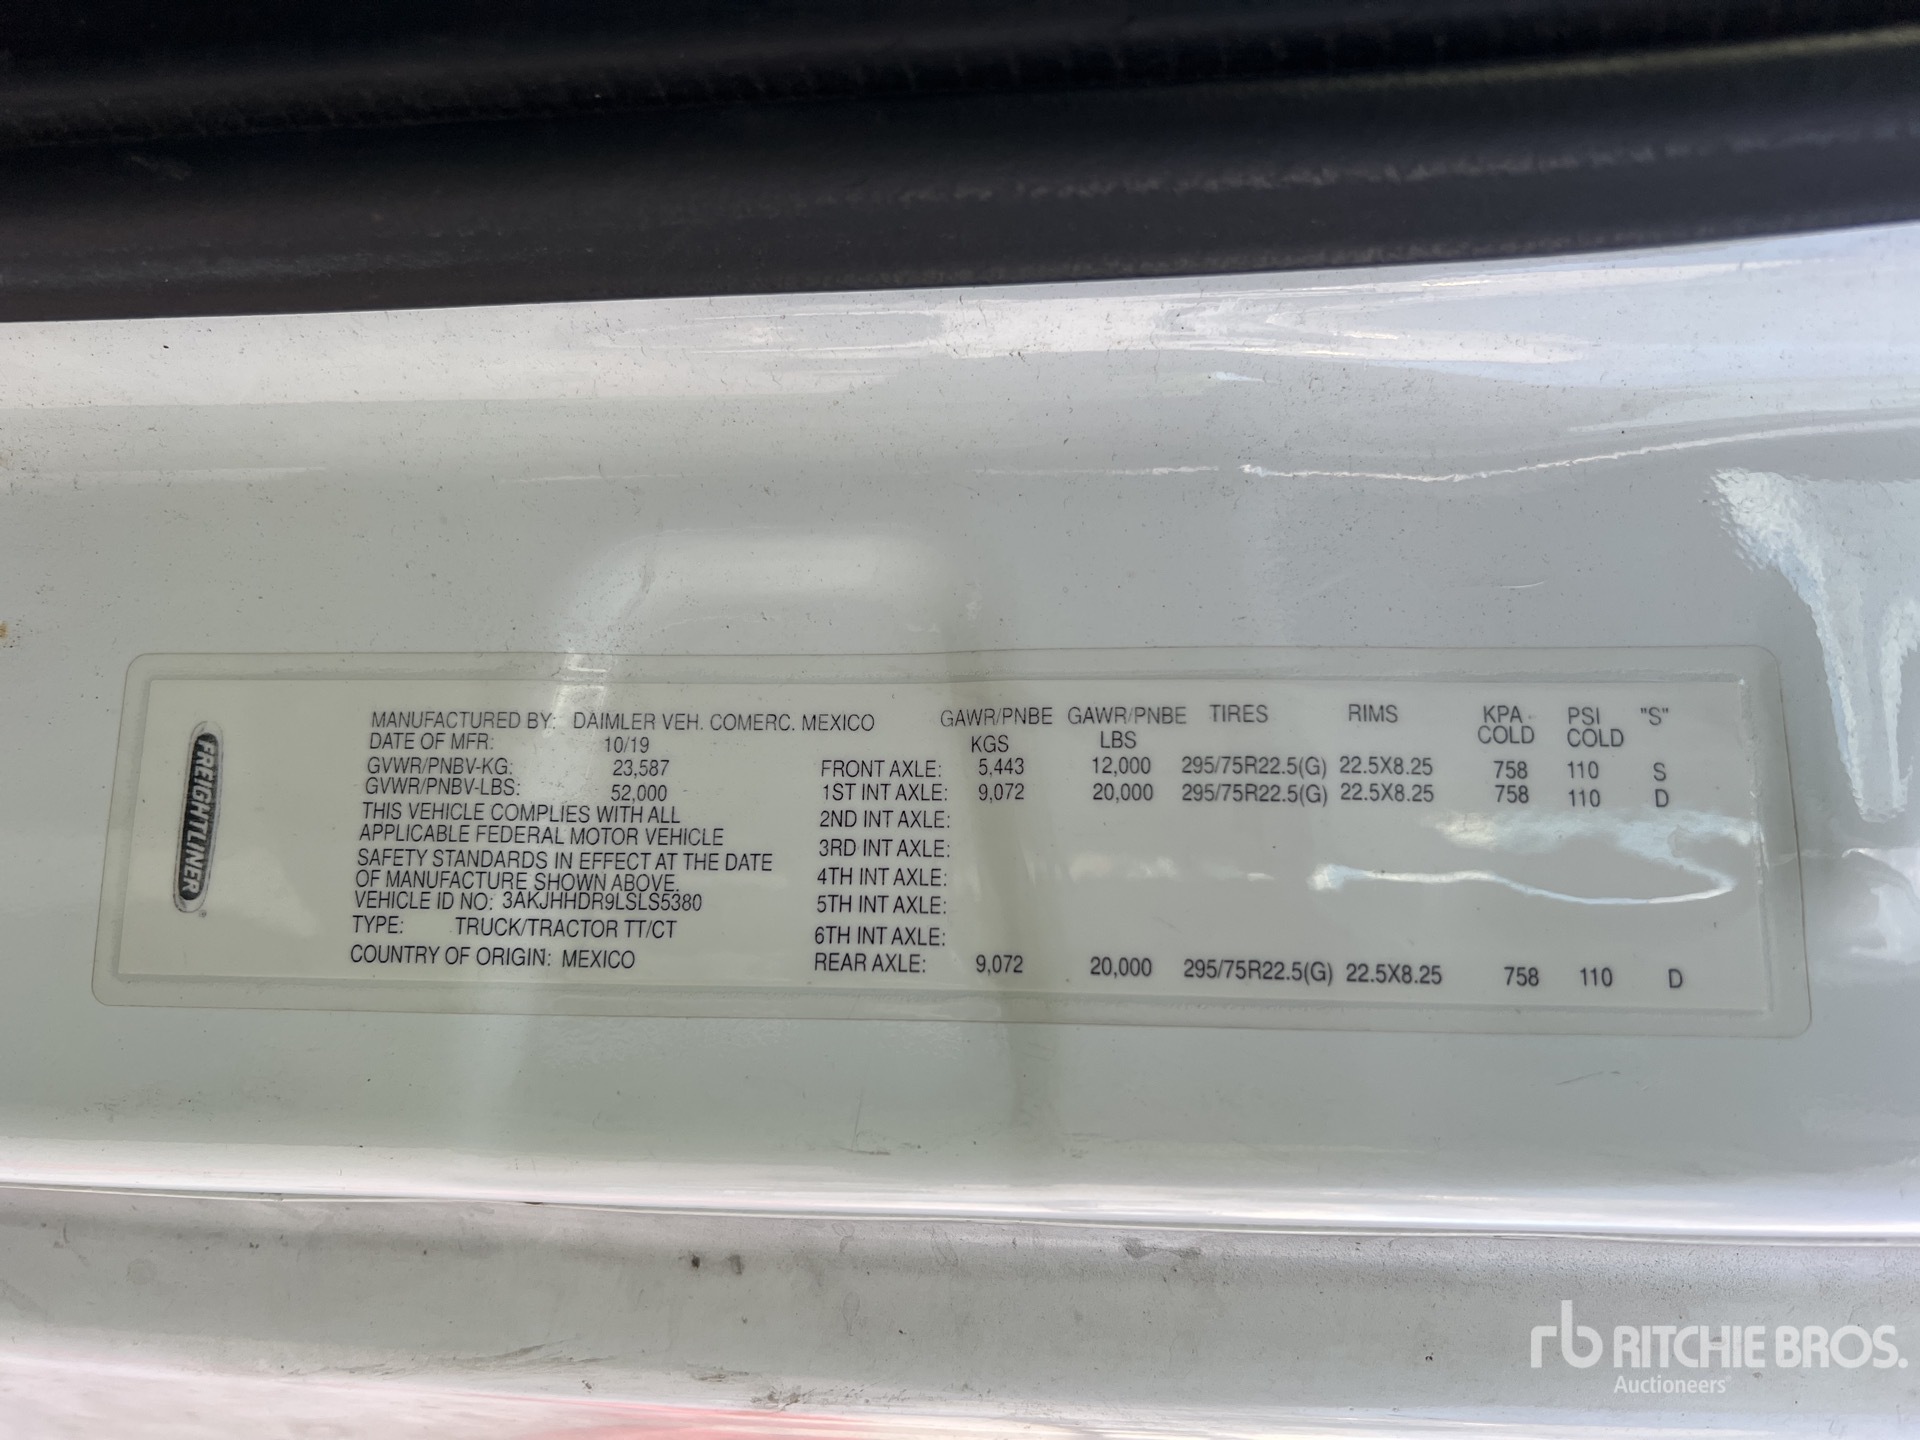 FREIGHTLINER
MANUFACTURED BY: DAIMLER VEH. COMERC. MEXICO
DATE OF MFR: 10/19
GVWR/PNBV-KG: 23,587
GVWR/PNBV-LBS: 52,000
THIS VEHICLE COMPLIES WITH ALL
APPLICABLE FEDERAL MOTOR VEHICLE
SAFETY STANDARDS IN EFFECT AT THE DATE
OF MANUFACTURE SHOWN ABOVE.
VEHICLE ID NO: 3AKJHHDR9LSLS5380
TYPE: TRUCK/TRACTOR TT/CT
COUNTRY OF ORIGIN: MEXICO
GAWR/PNBE GAWR/PNBE TIRES RIMS KPA PSI "S"
KGS LBS COLD COLD
FRONT AXLE: 5,443 12,000 295/75R22.5(G) 22.5X8.25 758 110 S
1ST INT AXLE: 9,072 20,000 295/75R22.5(G) 22.5X8.25 758 110 D
2ND INT AXLE:
3RD INT AXLE:
4TH INT AXLE:
5TH INT AXLE:
6TH INT AXLE:
REAR AXLE: 9,072 20,000 295/75R22.5(G) 22.5X8.25 758 110 D
rb RITCHIE BROS.
Auctioneers